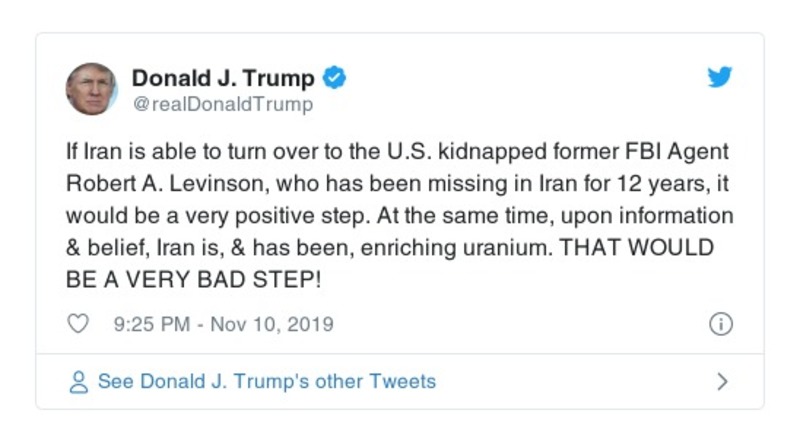 Donald J. Trump
@realDonaldTrump
If Iran is able to turn over to the U.S. kidnapped former FBI Agent
Robert A. Levinson, who has been missing in Iran for 12 years, it
would be a very positive step. At the same time, upon information
& belief, Iran is, & has been, enriching uranium. THAT WOULD
BE A VERY BAD STEP!
9:25 PM - Nov 10, 2019
See Donald J. Trump's other Tweets